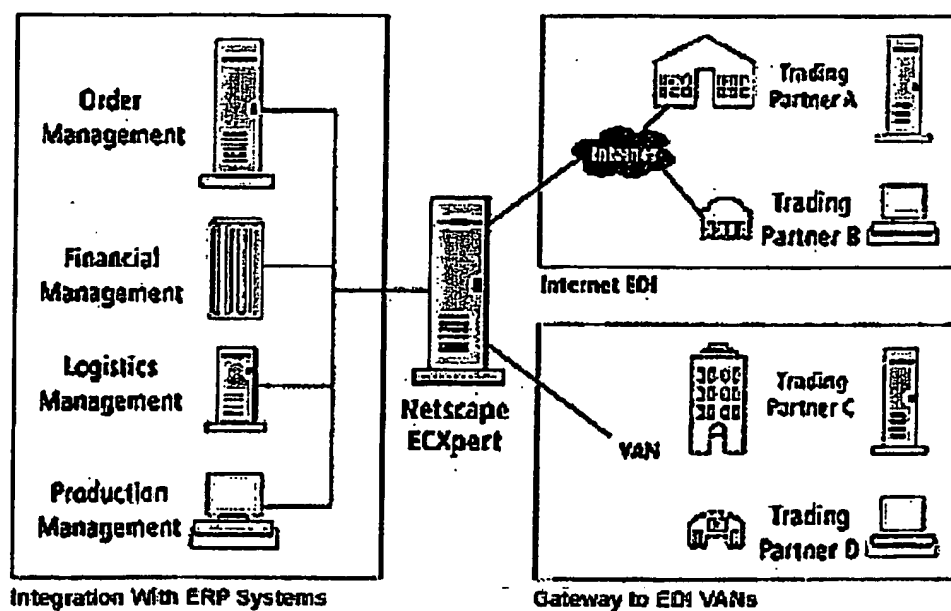 Order
Management
Financial
Management
Logistics
Management
Production
Management
Integration With ERP Systems
Netscape
ECXpert
Internet
Trading
Partner A
Trading
Partner B
Internet EDI
VAN
Trading
Partner C
Trading
Partner D
Gateway to EDI VANs